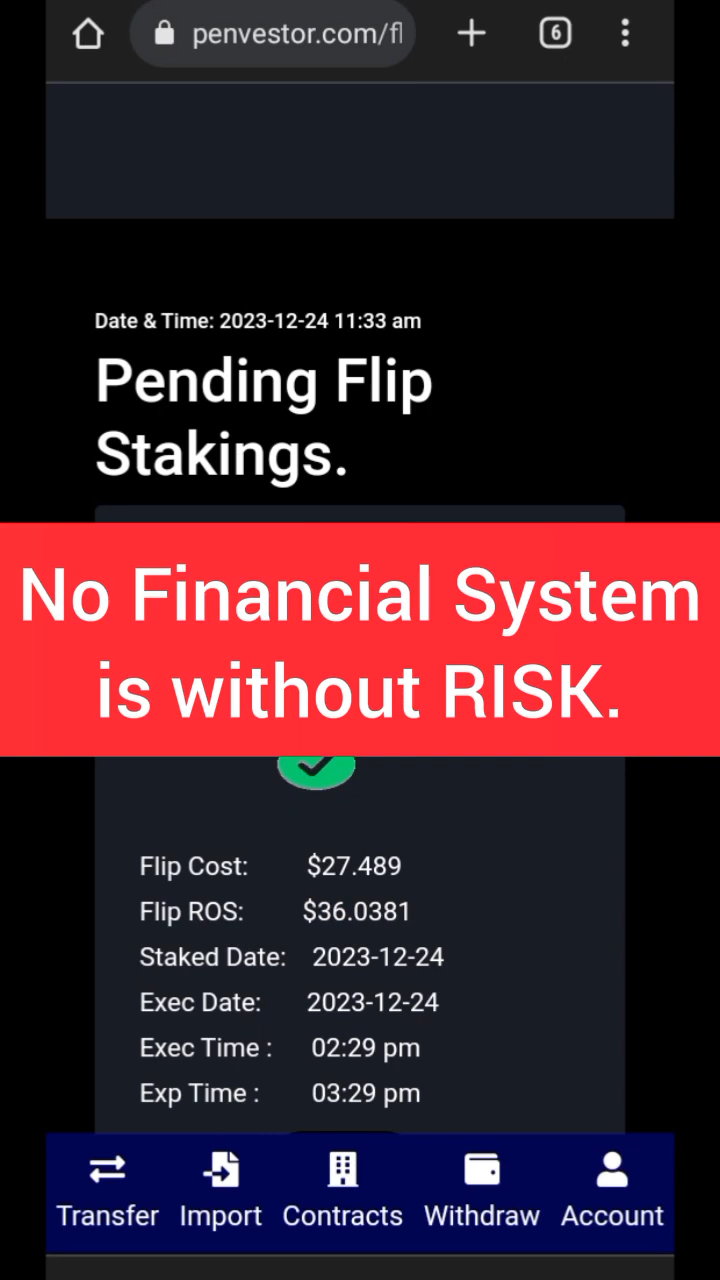 penvestor.com/fl
6
Date & Time: 2023-12-24 11:33 am
Pending Flip
Stakings.
No Financial System
is without RISK.
Flip Cost: $27.489
Flip ROS: $36.0381
Staked Date: 2023-12-24
Exec Date: 2023-12-24
Exec Time : 02:29 pm
Exp Time : 03:29 pm
Transfer Import Contracts Withdraw Account